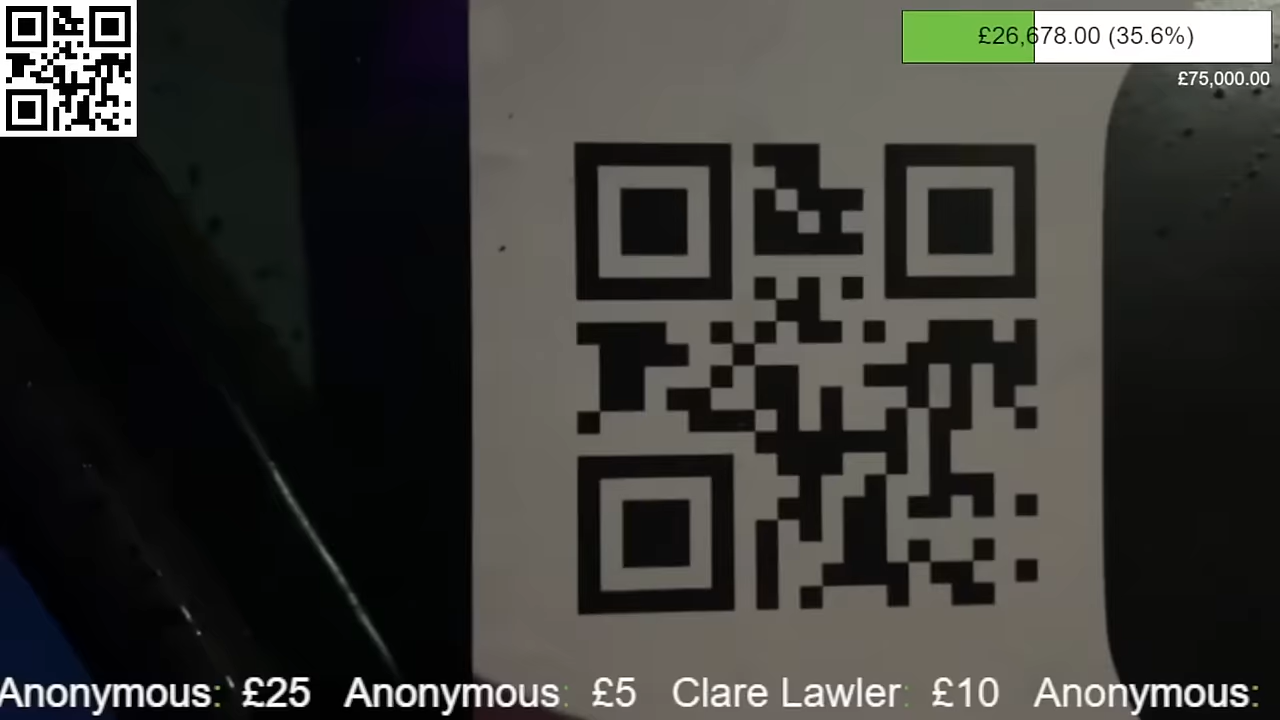 £26,678.00 (35.6%)
£75,000.00
Anonymous: £25 Anonymous: £5 Clare Lawler: £10 Anonymous: